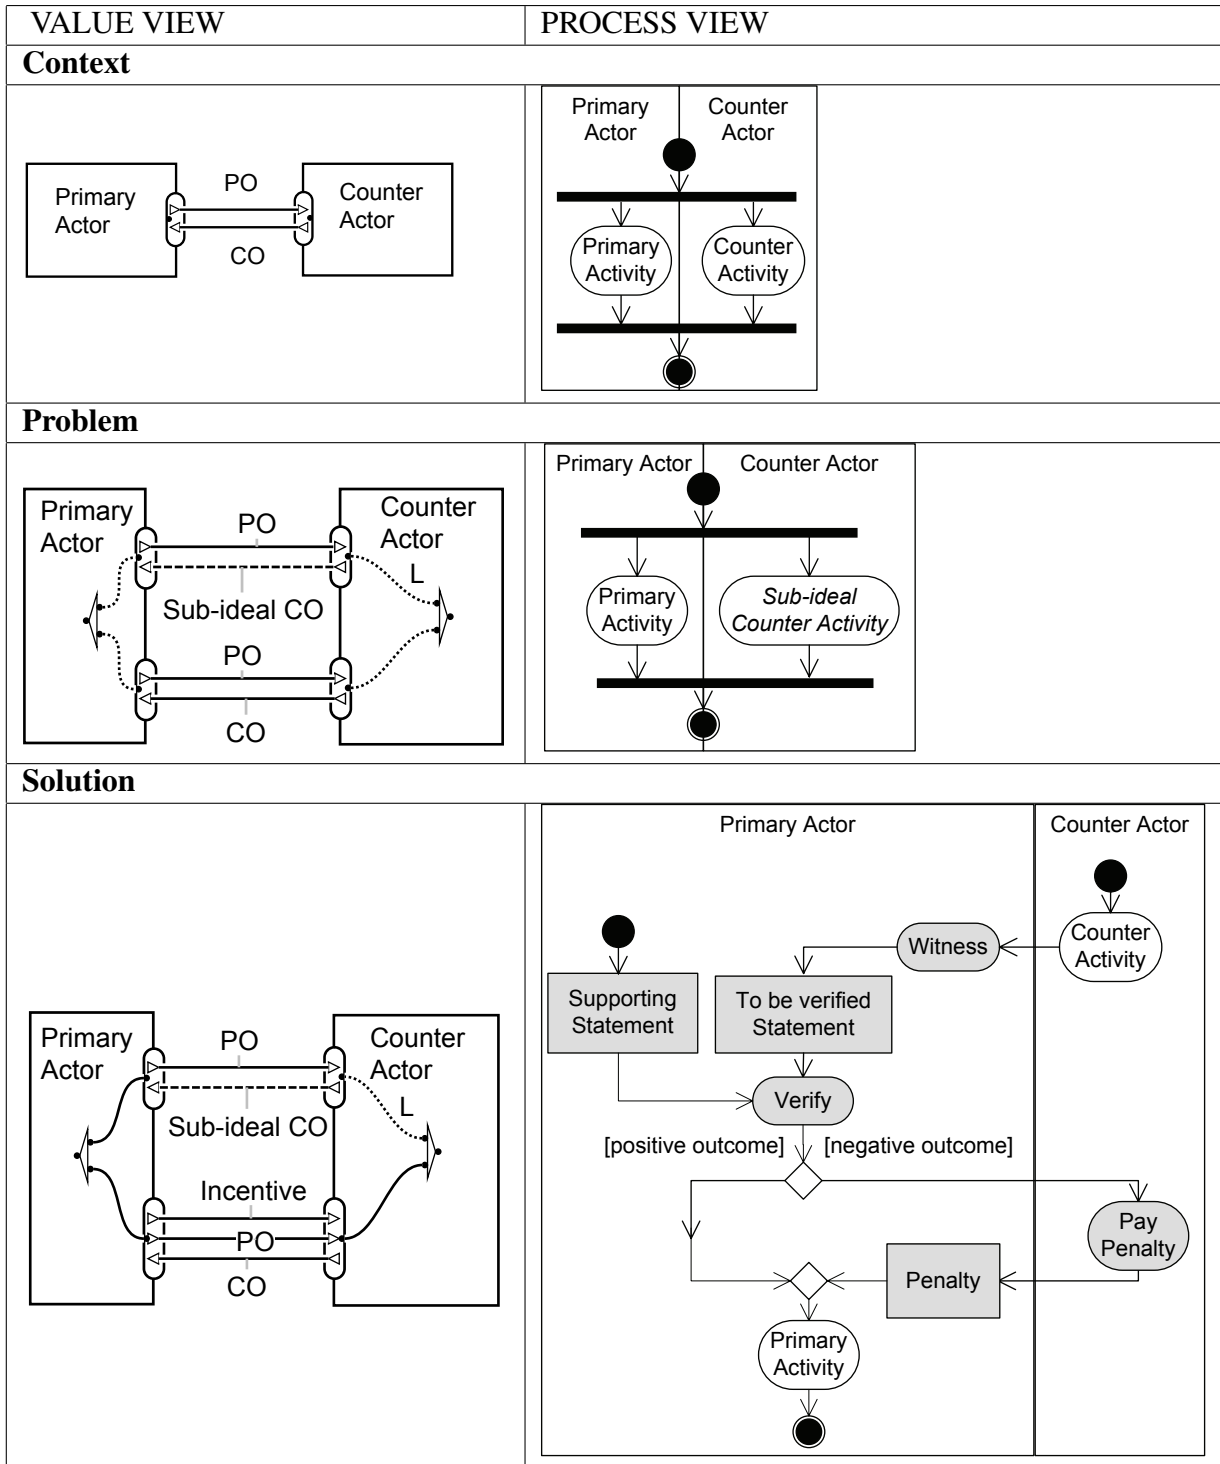 VALUE VIEW
PROCESS VIEW
Context
Primary
Actor
PO
CO
Counter
Actor
Primary
Actor
Counter
Actor
Primary
Activity
Counter
Activity
Problem
Primary
Actor
PO
Sub-ideal CO
Counter
Actor
L
PO
CO
Primary Actor
Counter Actor
Primary
Activity
Sub-ideal
Counter Activity
Solution
Primary
Actor
PO
Sub-ideal CO
Counter
Actor
L
Incentive
PO
CO
Primary Actor
Counter Actor
Witness
Counter
Activity
Supporting
Statement
To be verified
Statement
Verify
[positive outcome]
[negative outcome]
Pay
Penalty
Penalty
Primary
Activity